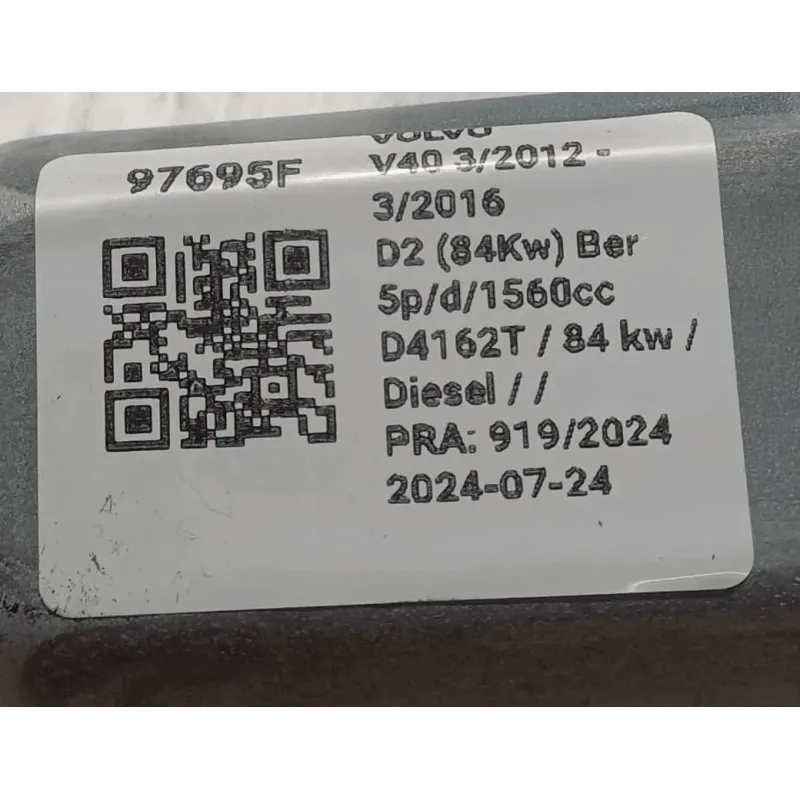 97695F
VOLVO
V40 3/2012 -
3/2016
D2 (84Kw) Ber
5p/d/1560cc
D4162T / 84 kw /
Diesel / /
PRA: 919/2024
2024-07-24